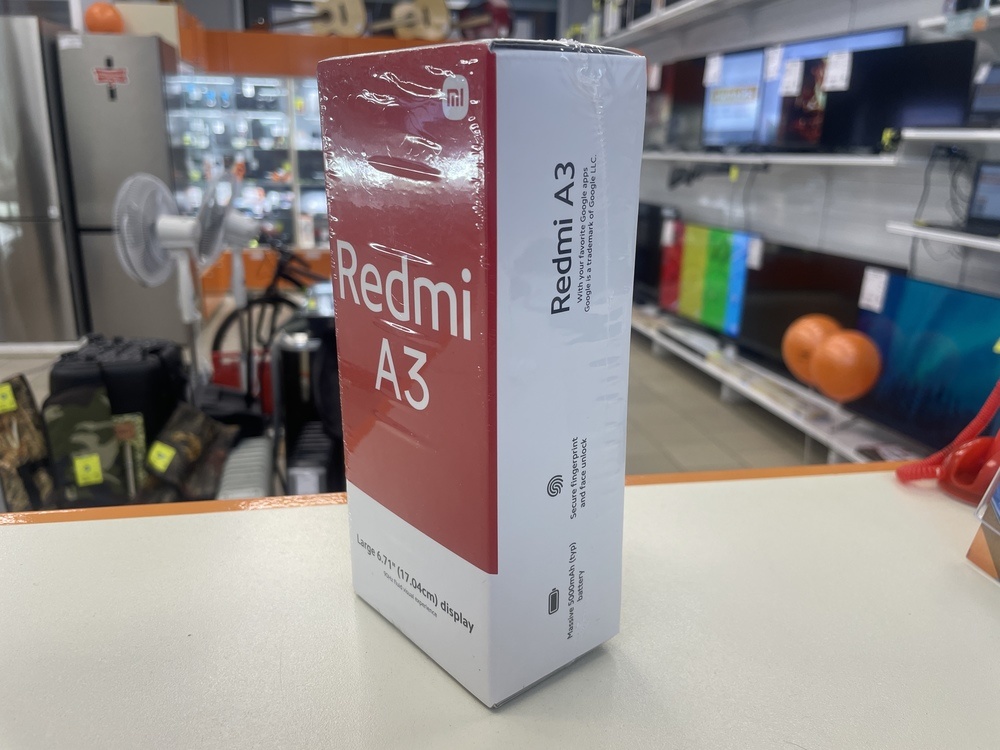 Redmi
A3
Large 6.71" (17.04cm) display
Redmi A3
With your favorite Google apps
Google is a trademark of Google LLC.
Secure fingerprint
and face unlock
Massive 5000mAh (typ)
battery